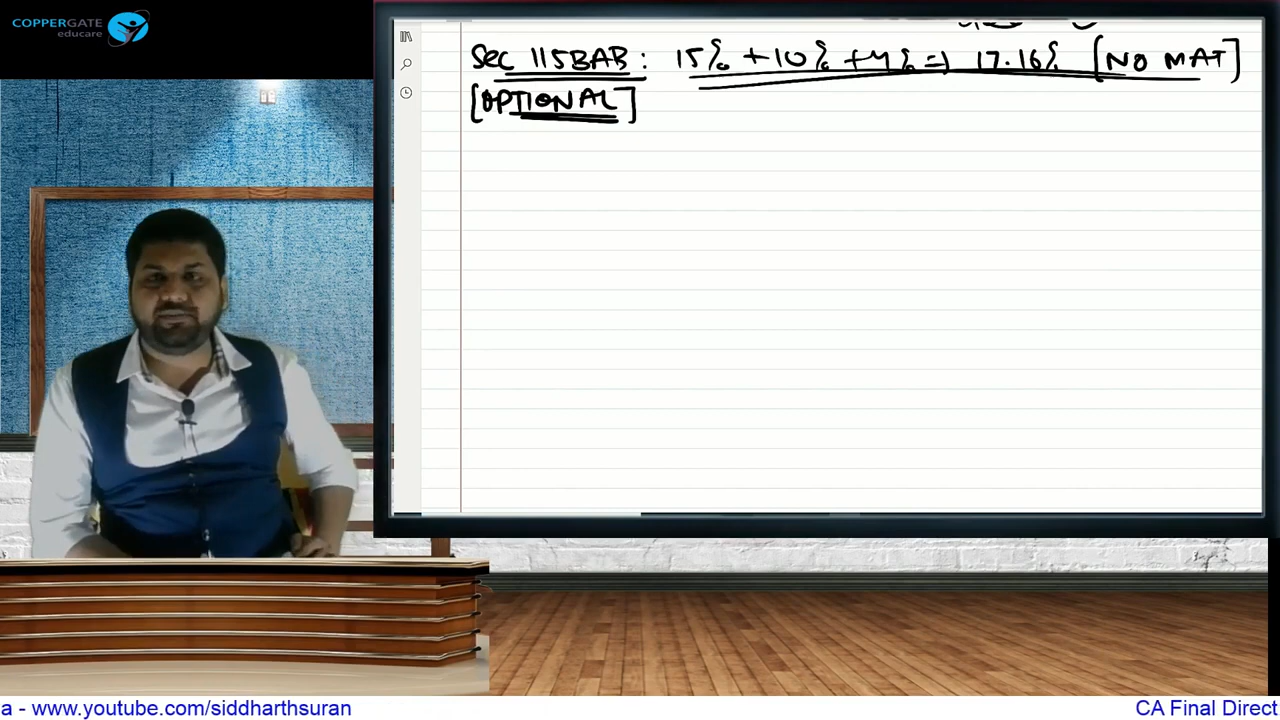 COPPERGATE
educare
Sec 115BAB : 15% + 10% + 4% => 17.16% [NO MAT]
[OPTIONAL]
a - www.youtube.com/siddharthsuran
CA Final Direct